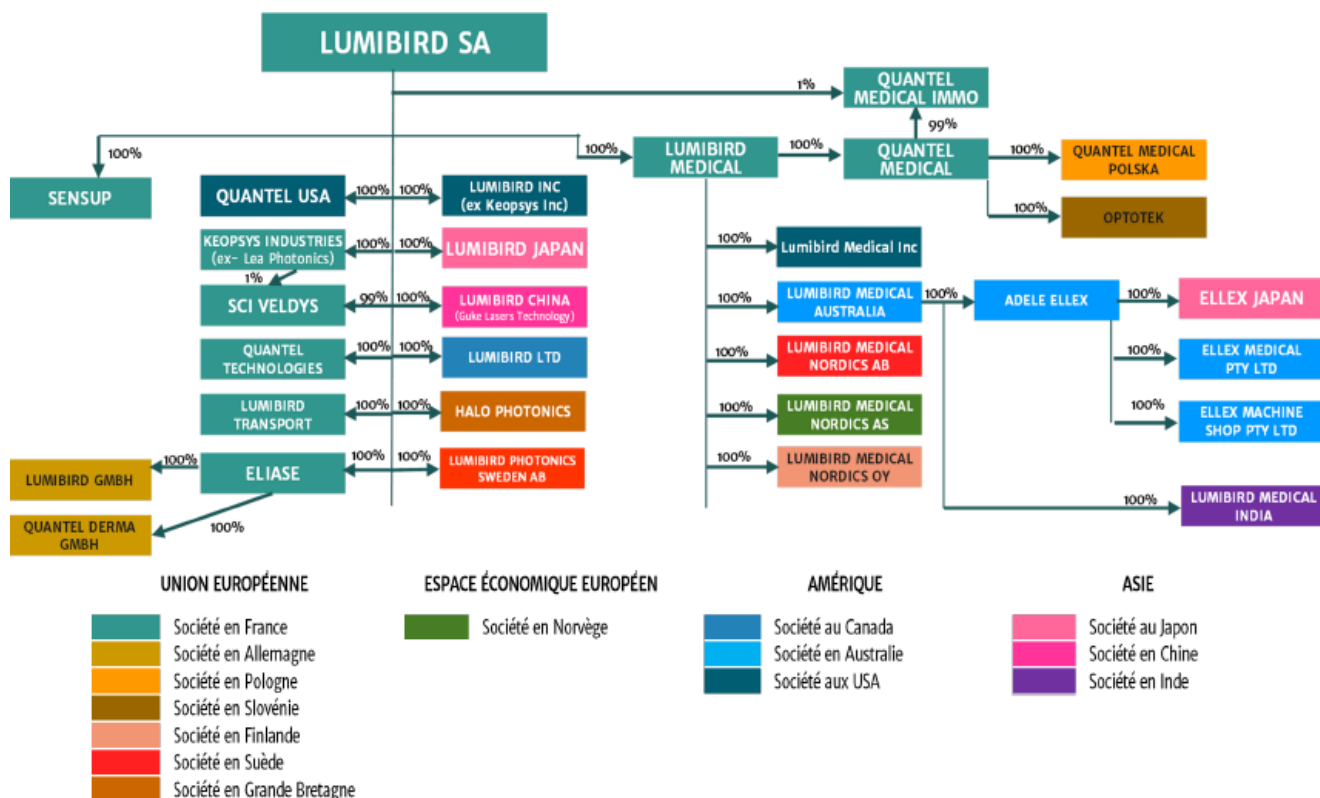 LUMIBIRD SA
1%
QUANTEL
MEDICAL IMMO
99%
100%
100%
LUMIBIRD
MEDICAL
100%
QUANTEL
MEDICAL
100%
QUANTEL MEDICAL
POLSKA
SENSUP
QUANTEL USA
100%
100%
LUMIBIRD INC
(ex Keopsys Inc)
100%
OPTOTEK
KEOPSYS INDUSTRIES
(ex- Lea Photonics)
100%
100%
LUMIBIRD JAPAN
100%
Lumibird Medical Inc
1%
SCI VELDYS
99%
100%
LUMIBIRD CHINA
(Guke Lasers Technology)
100%
LUMIBIRD MEDICAL
AUSTRALIA
100%
ADELE ELLEX
100%
ELLEX JAPAN
QUANTEL
TECHNOLOGIES
100%
100%
LUMIBIRD LTD
100%
LUMIBIRD MEDICAL
NORDICS AB
100%
ELLEX MEDICAL
PTY LTD
LUMIBIRD
TRANSPORT
100%
100%
HALO PHOTONICS
100%
LUMIBIRD MEDICAL
NORDICS AS
100%
ELLEX MACHINE
SHOP PTY LTD
LUMIBIRD GMBH
100%
ELIASE
100%
100%
LUMIBIRD PHOTONICS
SWEDEN AB
100%
LUMIBIRD MEDICAL
NORDICS OY
QUANTEL DERMA
GMBH
100%
100%
LUMIBIRD MEDICAL
INDIA
UNION EUROPÉENNE
Société en France
Société en Allemagne
Société en Pologne
Société en Slovénie
Société en Finlande
Société en Suède
Société en Grande Bretagne
ESPACE ÉCONOMIQUE EUROPÉEN
Société en Norvège
AMÉRIQUE
Société au Canada
Société en Australie
Société aux USA
ASIE
Société au Japon
Société en Chine
Société en Inde